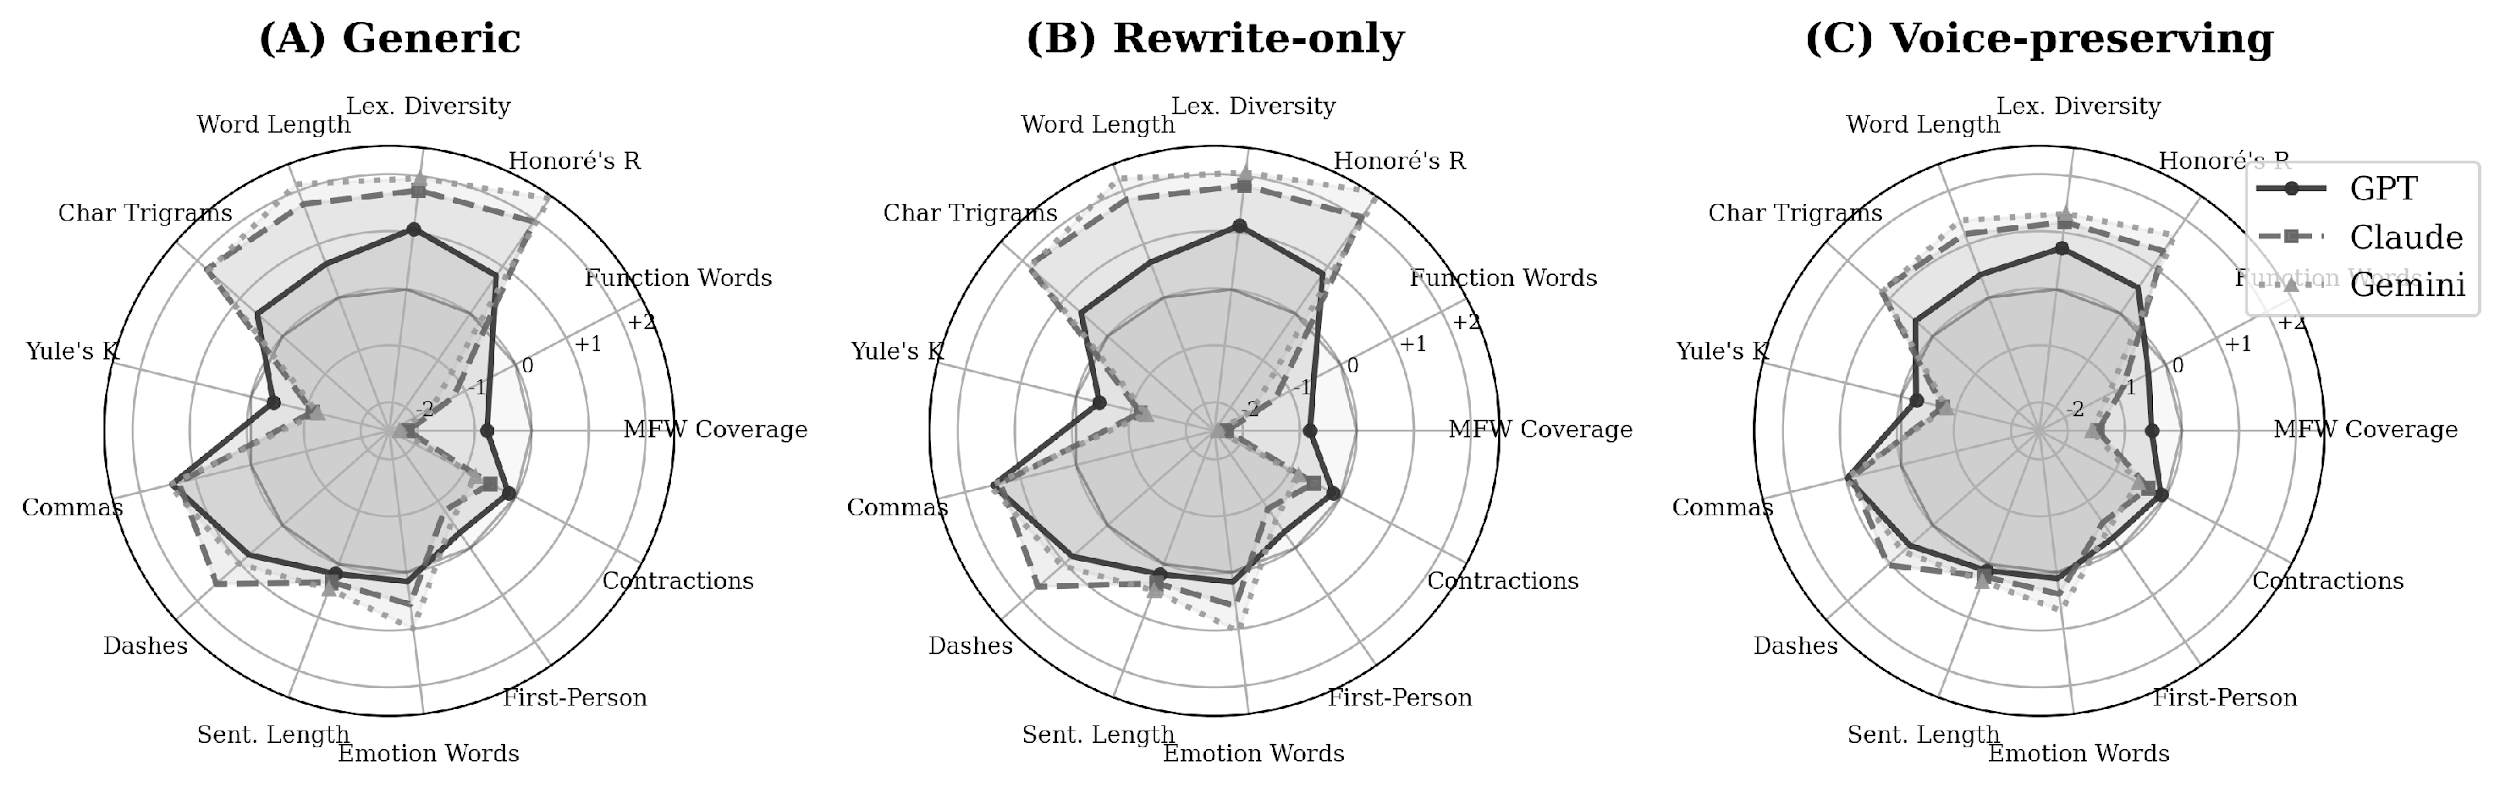 (A) Generic
Lex. Diversity
Word Length
Honoré's R
Char Trigrams
Function Words
+2
+1
Yule's K
0
-1
-2
MFW Coverage
Commas
Contractions
Dashes
First-Person
Sent. Length
Emotion Words
(B) Rewrite-only
Lex. Diversity
Word Length
Honoré's R
Char Trigrams
Function Words
+2
+1
Yule's K
0
-1
-2
MFW Coverage
Commas
Contractions
Dashes
First-Person
Sent. Length
Emotion Words
(C) Voice-preserving
Lex. Diversity
Word Length
Honoré's R
GPT
Claude
Gemini
Char Trigrams
Function Words
+2
+1
Yule's K
0
-1
-2
MFW Coverage
Commas
Contractions
Dashes
First-Person
Sent. Length
Emotion Words